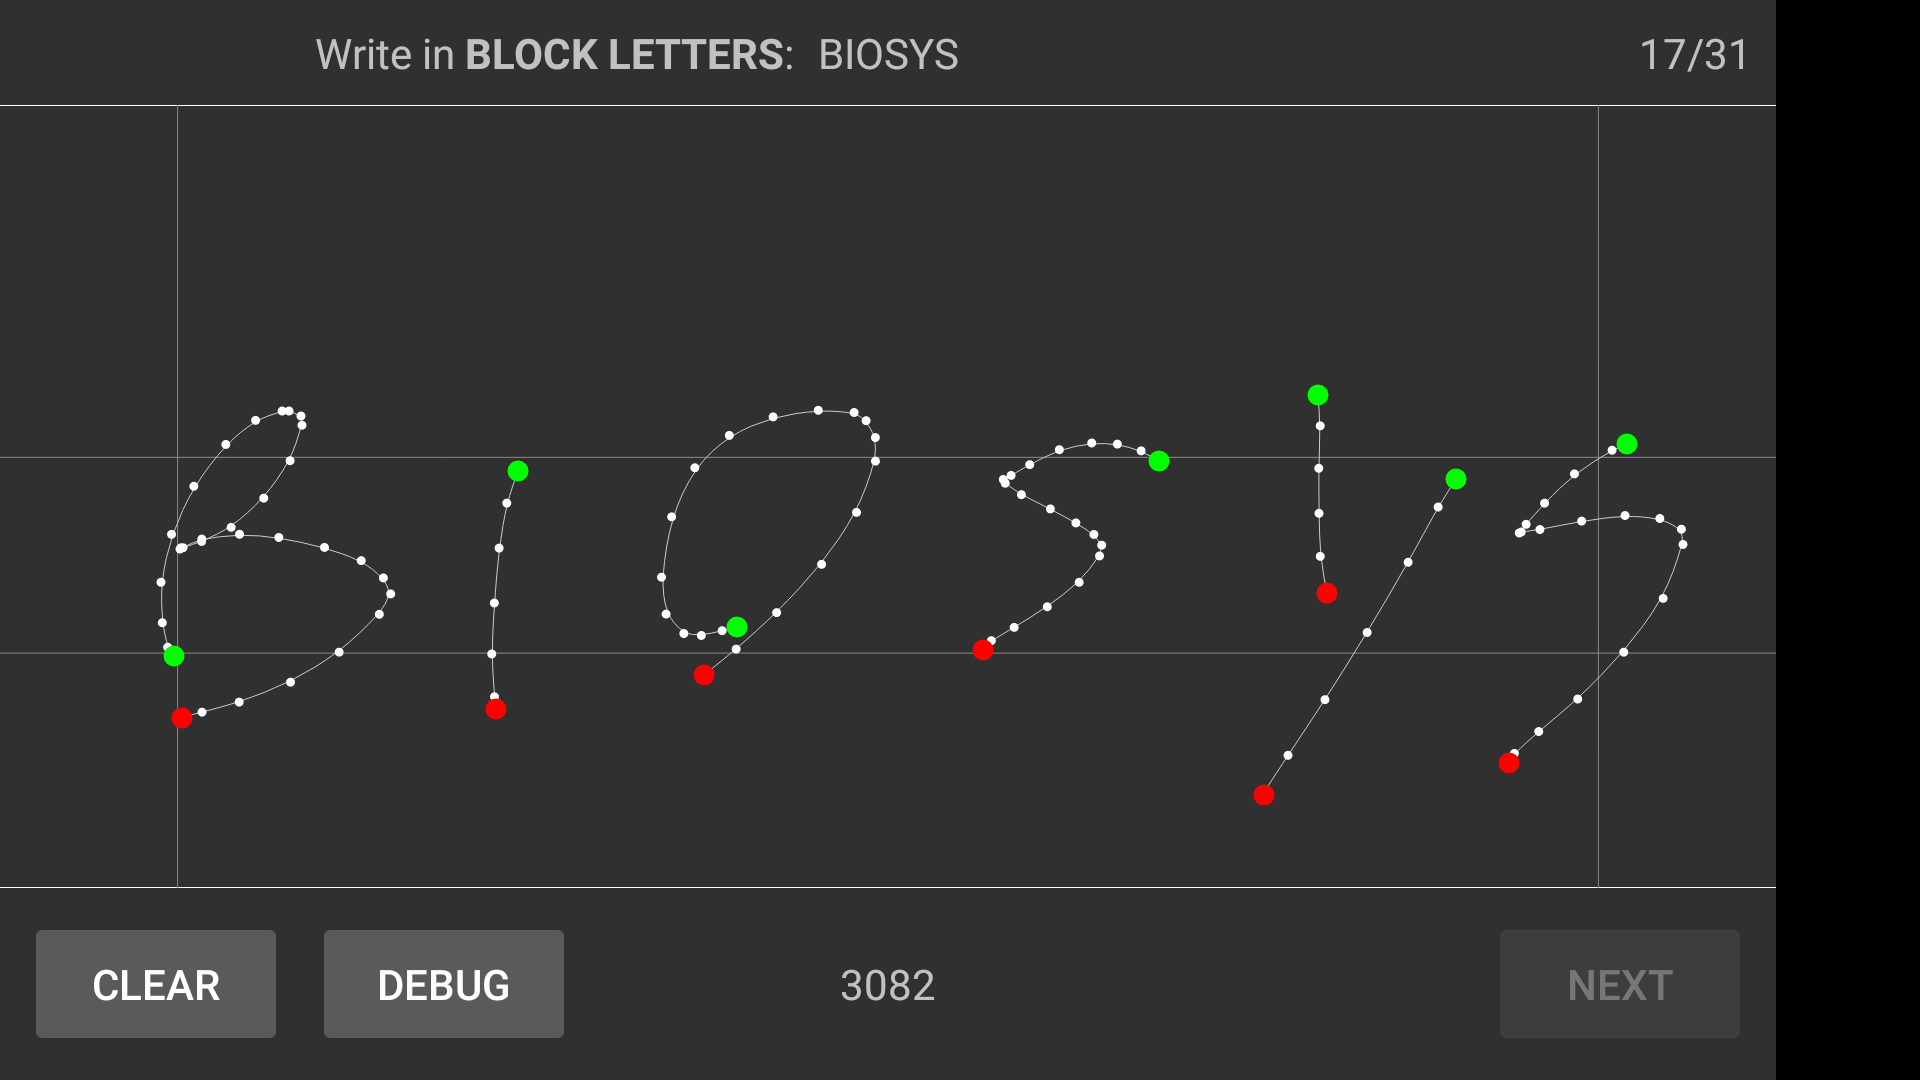 Write in BLOCK LETTERS: BIOSYS 17/31
BIOSYS
CLEAR DEBUG 3082 NEXT